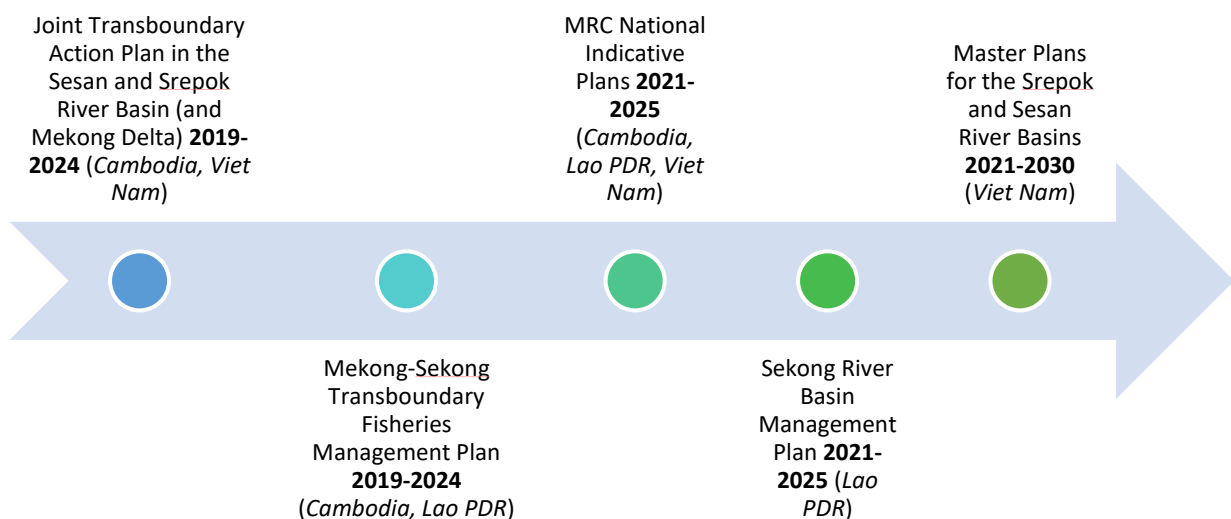 Joint Transboundary
Action Plan in the
Sesan and Srepok
River Basin (and
Mekong Delta) 2019-
2024 (Cambodia, Viet
Nam)
Mekong-Sekong
Transboundary
Fisheries
Management Plan
2019-2024
(Cambodia, Lao PDR)
MRC National
Indicative
Plans 2021-
2025
(Cambodia,
Lao PDR, Viet
Nam)
Sekong River
Basin
Management
Plan 2021-
2025 (Lao
PDR)
Master Plans
for the Srepok
and Sesan
River Basins
2021-2030
(Viet Nam)